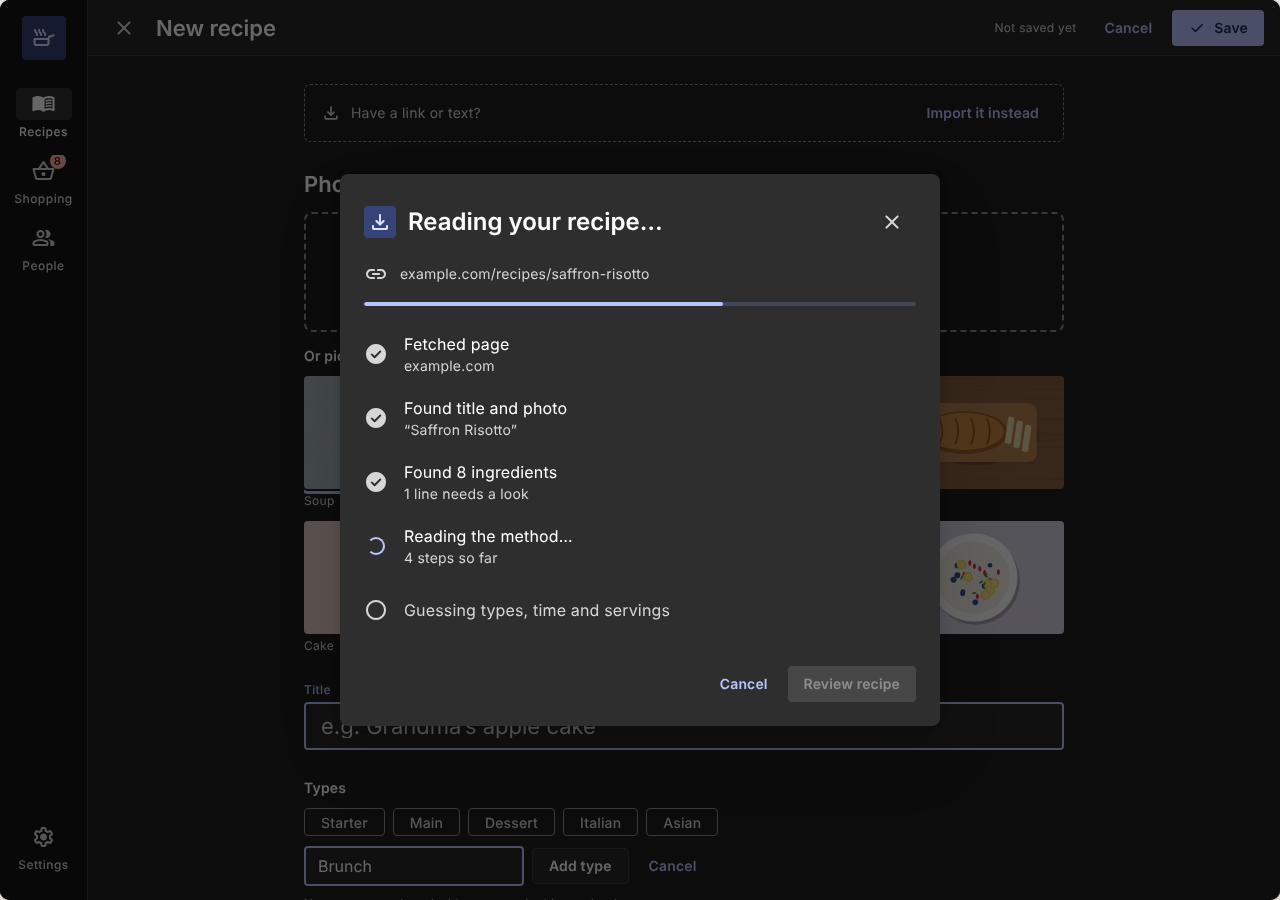 New recipe
Not saved yet
Cancel
Save
Recipes
8
Shopping
People
Settings
Have a link or text?
Import it instead
Reading your recipe…
example.com/recipes/saffron-risotto
Fetched page
example.com
Found title and photo
“Saffron Risotto”
Found 8 ingredients
1 line needs a look
Reading the method…
4 steps so far
Guessing types, time and servings
Cancel
Review recipe
Soup
Cake
Title
e.g. Grandma's apple cake
Types
Starter
Main
Dessert
Italian
Asian
Brunch
Add type
Cancel